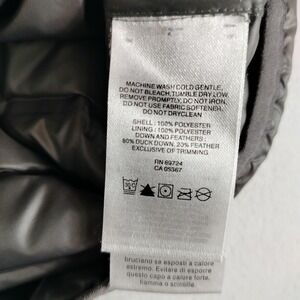 MACHINE WASH COLD GENTLE,
DO NOT BLEACH, TUMBLE DRY LOW.
REMOVE PROMPTLY, DO NOT IRON,
DO NOT USE FABRIC SOFTENER,
DO NOT DRYCLEAN
SHELL : 100% POLYESTER
LINING : 100% POLYESTER
DOWN AND FEATHERS :
80% DUCK DOWN, 20% FEATHER
EXCLUSIVE OF TRIMMING.
RN 69724
CA 05367
bruciano se esposti al calore
estremo. Evitare di esporre
questo capo a calore forte,
fiamma o scintille.